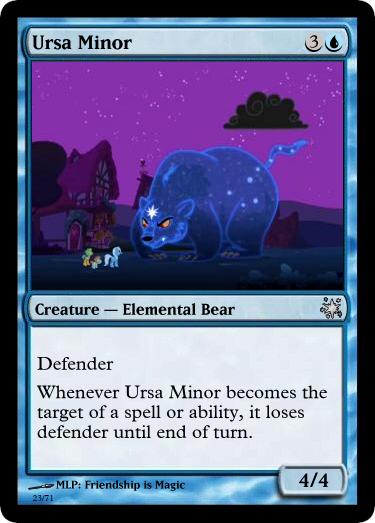 Ursa Minor 3
Creature — Elemental Bear
Defender
Whenever Ursa Minor becomes the
target of a spell or ability, it loses
defender until end of turn.
MLP: Friendship is Magic
4/4
23/71